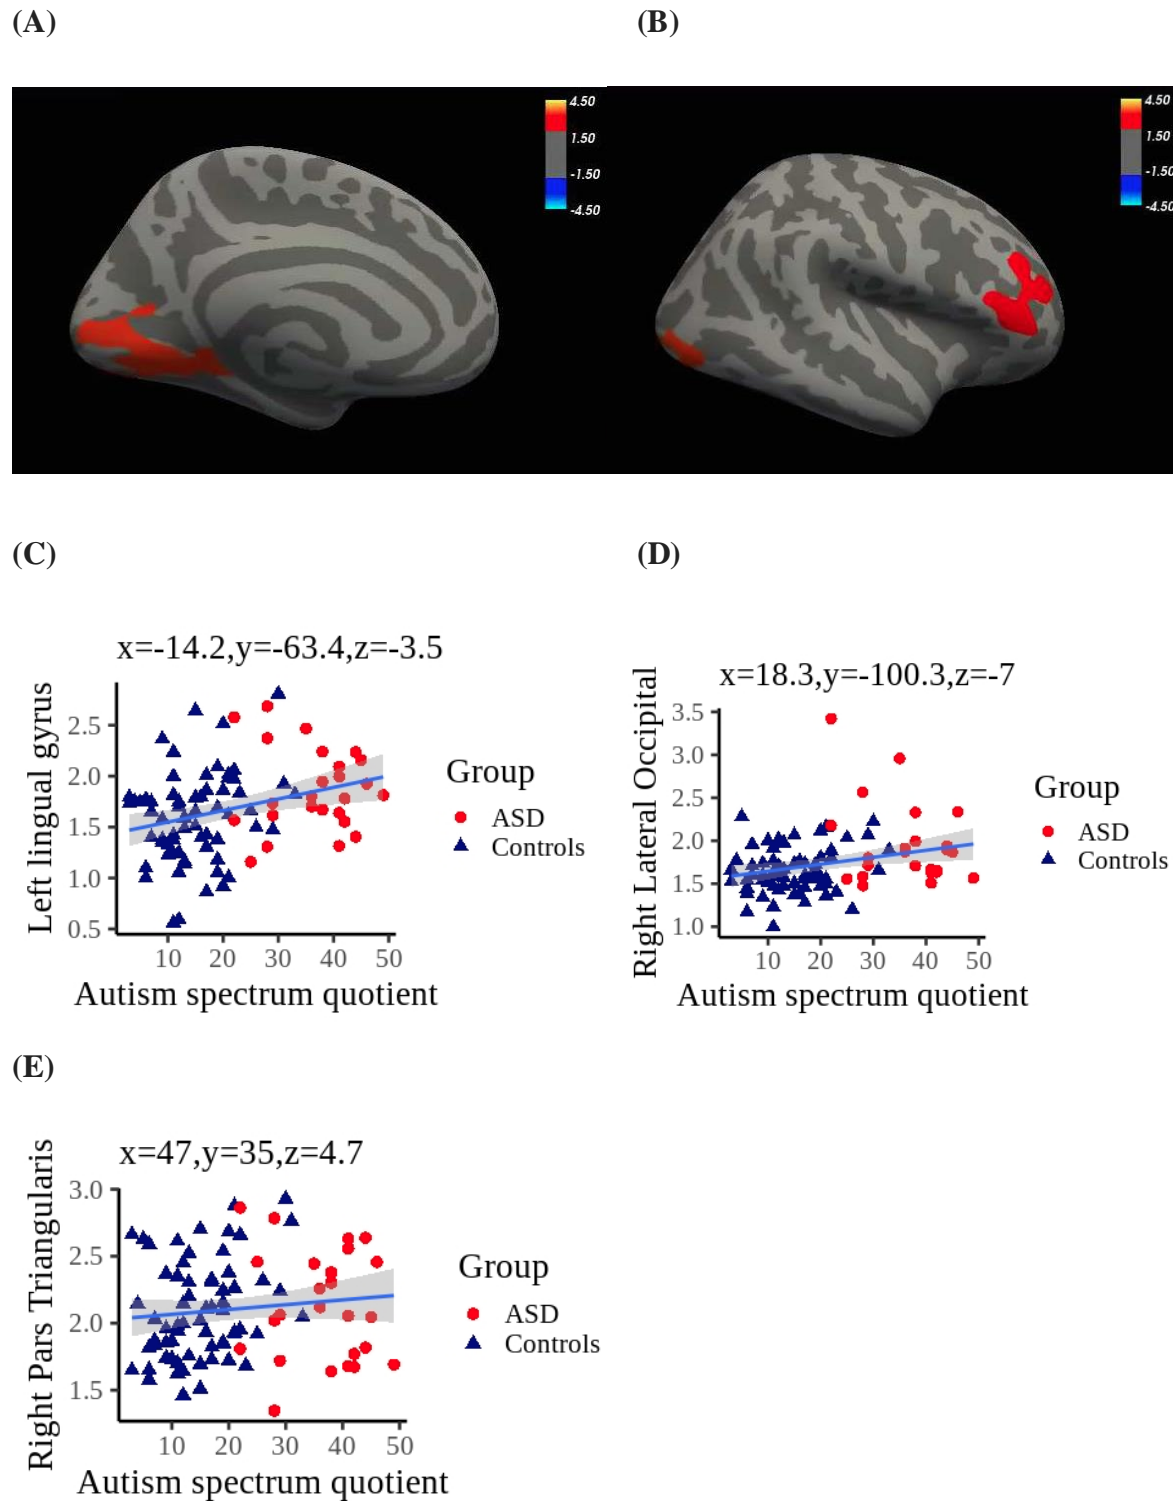 (A)
(B)
4.50
1.50
-1.50
-4.50
4.50
1.50
-1.50
-4.50
(C)
(D)
x=-14.2,y=-63.4,z=-3.5
Left lingual gyrus
2.5
2.0
1.5
1.0
0.5
10 20 30 40 50
Autism spectrum quotient
Group
ASD
Controls
x=18.3,y=-100.3,z=-7
Right Lateral Occipital
3.5
3.0
2.5
2.0
1.5
1.0
10 20 30 40 50
Autism spectrum quotient
Group
ASD
Controls
(E)
x=47,y=35,z=4.7
Right Pars Triangularis
3.0
2.5
2.0
1.5
10 20 30 40 50
Autism spectrum quotient
Group
ASD
Controls